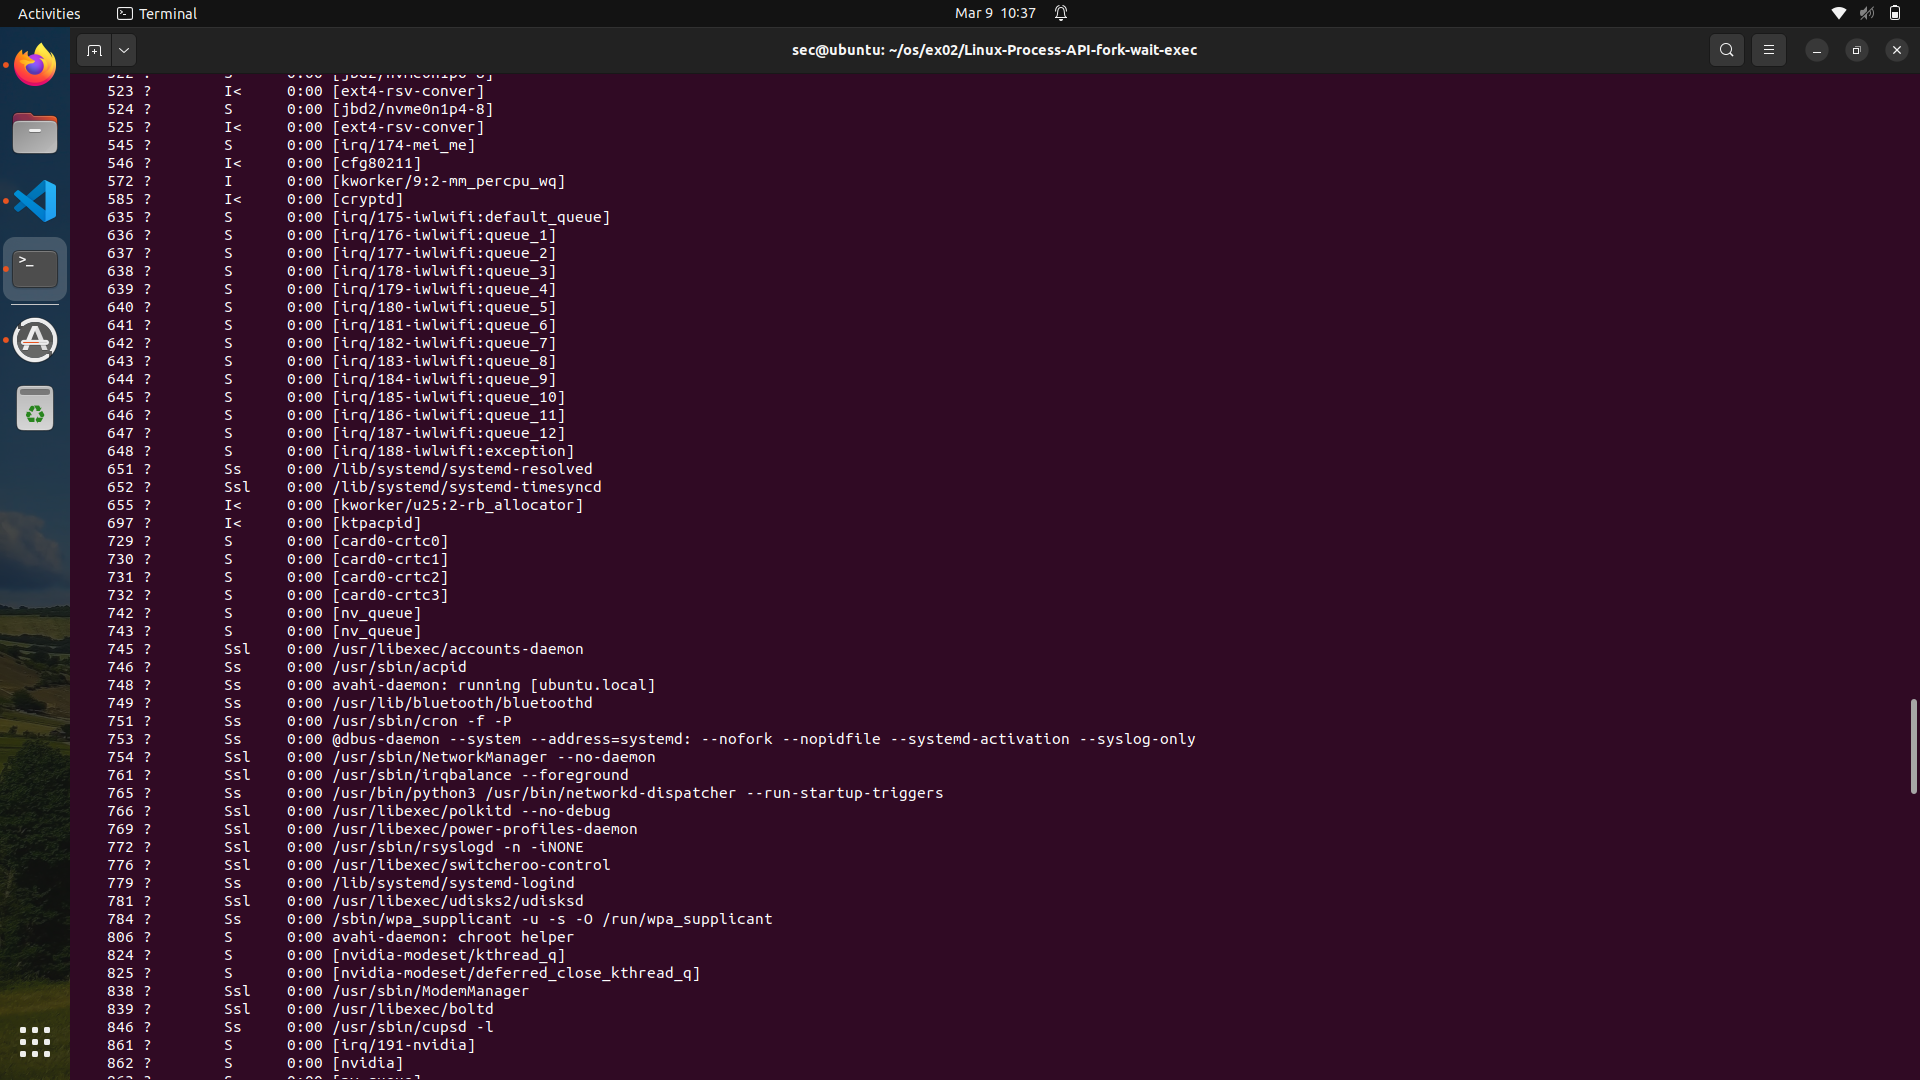 Activities
Terminal
Mar 9 10:37
sec@ubuntu: ~/os/ex02/Linux-Process-API-fork-wait-exec
523 ? I< 0:00 [ext4-rsv-conver]
524 ? S 0:00 [jbd2/nvme0n1p4-8]
525 ? I< 0:00 [ext4-rsv-conver]
545 ? S 0:00 [irq/174-mei_me]
546 ? I< 0:00 [cfg80211]
572 ? I 0:00 [kworker/9:2-mm_percpu_wq]
585 ? I< 0:00 [cryptd]
635 ? S 0:00 [irq/175-iwlwifi:default_queue]
636 ? S 0:00 [irq/176-iwlwifi:queue_1]
637 ? S 0:00 [irq/177-iwlwifi:queue_2]
638 ? S 0:00 [irq/178-iwlwifi:queue_3]
639 ? S 0:00 [irq/179-iwlwifi:queue_4]
640 ? S 0:00 [irq/180-iwlwifi:queue_5]
641 ? S 0:00 [irq/181-iwlwifi:queue_6]
642 ? S 0:00 [irq/182-iwlwifi:queue_7]
643 ? S 0:00 [irq/183-iwlwifi:queue_8]
644 ? S 0:00 [irq/184-iwlwifi:queue_9]
645 ? S 0:00 [irq/185-iwlwifi:queue_10]
646 ? S 0:00 [irq/186-iwlwifi:queue_11]
647 ? S 0:00 [irq/187-iwlwifi:queue_12]
648 ? S 0:00 [irq/188-iwlwifi:exception]
651 ? Ss 0:00 /lib/systemd/systemd-resolved
652 ? Ssl 0:00 /lib/systemd/systemd-timesyncd
655 ? I< 0:00 [kworker/u25:2-rb_allocator]
697 ? I< 0:00 [ktpacpid]
729 ? S 0:00 [card0-crtc0]
730 ? S 0:00 [card0-crtc1]
731 ? S 0:00 [card0-crtc2]
732 ? S 0:00 [card0-crtc3]
742 ? S 0:00 [nv_queue]
743 ? S 0:00 [nv_queue]
745 ? Ssl 0:00 /usr/libexec/accounts-daemon
746 ? Ss 0:00 /usr/sbin/acpid
748 ? Ss 0:00 avahi-daemon: running [ubuntu.local]
749 ? Ss 0:00 /usr/lib/bluetooth/bluetoothd
751 ? Ss 0:00 /usr/sbin/cron -f -P
753 ? Ss 0:00 @dbus-daemon --system --address=systemd: --nofork --nopidfile --systemd-activation --syslog-only
754 ? Ssl 0:00 /usr/sbin/NetworkManager --no-daemon
761 ? Ssl 0:00 /usr/sbin/irqbalance --foreground
765 ? Ss 0:00 /usr/bin/python3 /usr/bin/networkd-dispatcher --run-startup-triggers
766 ? Ssl 0:00 /usr/libexec/polkitd --no-debug
769 ? Ssl 0:00 /usr/libexec/power-profiles-daemon
772 ? Ssl 0:00 /usr/sbin/rsyslogd -n -iNONE
776 ? Ssl 0:00 /usr/libexec/switcheroo-control
779 ? Ss 0:00 /lib/systemd/systemd-logind
781 ? Ssl 0:00 /usr/libexec/udisks2/udisksd
784 ? Ss 0:00 /sbin/wpa_supplicant -u -s -O /run/wpa_supplicant
806 ? S 0:00 avahi-daemon: chroot helper
824 ? S 0:00 [nvidia-modeset/kthread_q]
825 ? S 0:00 [nvidia-modeset/deferred_close_kthread_q]
838 ? Ssl 0:00 /usr/sbin/ModemManager
839 ? Ssl 0:00 /usr/libexec/boltd
846 ? Ss 0:00 /usr/sbin/cupsd -l
861 ? S 0:00 [irq/191-nvidia]
862 ? S 0:00 [nvidia]